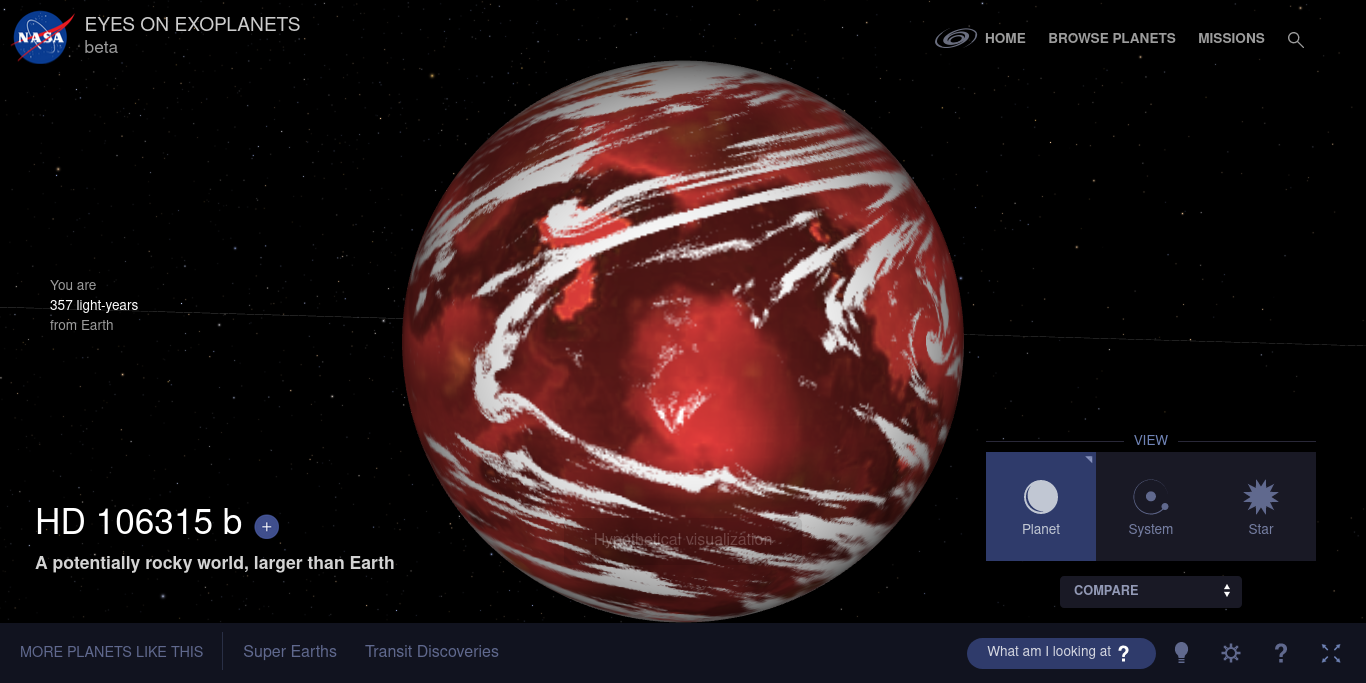 NASA
EYES ON EXOPLANETS
beta
HOME
BROWSE PLANETS
MISSIONS
You are
357 light-years
from Earth
VIEW
Planet
System
Star
COMPARE
HD 106315 b +
A potentially rocky world, larger than Earth
Hypothetical visualization
MORE PLANETS LIKE THIS
Super Earths
Transit Discoveries
What am I looking at ?
?